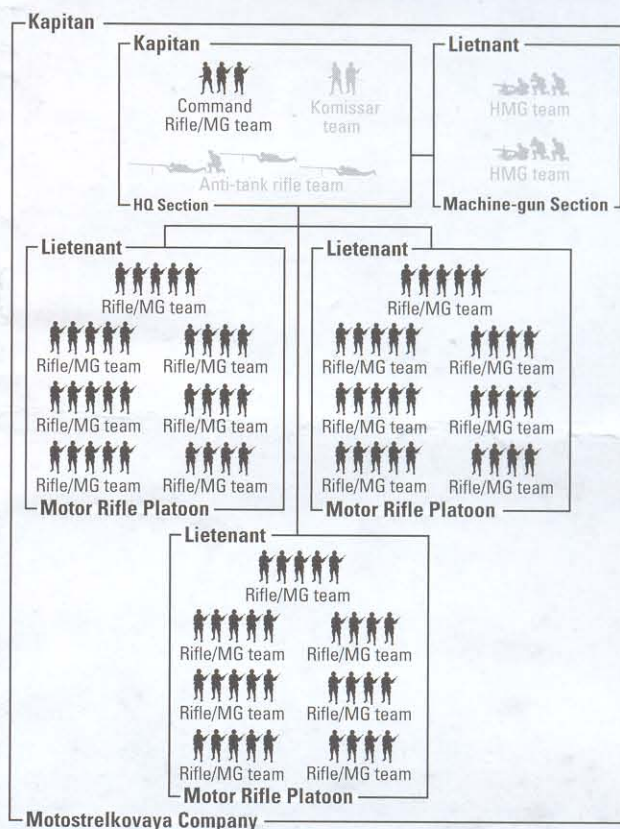 Kapitan
Kapitan
Command
Rifle/MG team
Komissar
team
Anti-tank rifle team
HQ Section
Lietnant
HMG team
HMG team
Machine-gun Section
Lietenant
Rifle/MG team
Rifle/MG team Rifle/MG team
Rifle/MG team Rifle/MG team
Rifle/MG team Rifle/MG team
Motor Rifle Platoon
Lietenant
Rifle/MG team
Rifle/MG team Rifle/MG team
Rifle/MG team Rifle/MG team
Rifle/MG team Rifle/MG team
Motor Rifle Platoon
Lietenant
Rifle/MG team
Rifle/MG team Rifle/MG team
Rifle/MG team Rifle/MG team
Rifle/MG team Rifle/MG team
Motor Rifle Platoon
Motostrelkovaya Company